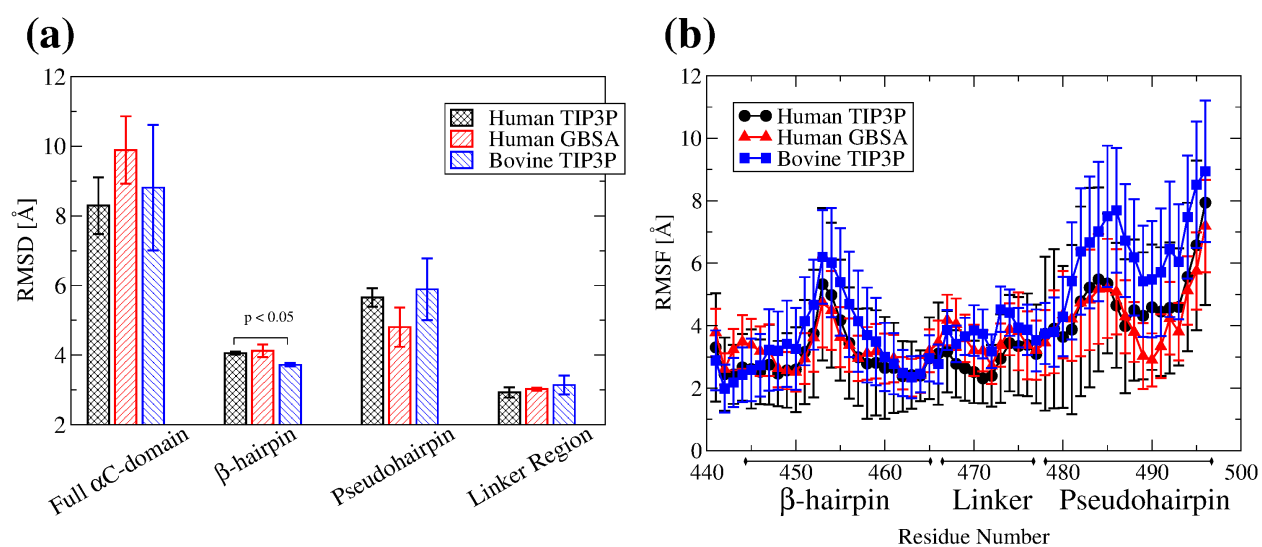 (a)
12
10
8
6
4
2
RMSD [Å]
Human TIP3P
Human GBSA
Bovine TIP3P
p < 0.05
Full αC-domain
β-hairpin
Pseudohairpin
Linker Region
(b)
12
10
8
6
4
2
0
RMSF [Å]
Human TIP3P
Human GBSA
Bovine TIP3P
440 450 460 470 480 490 500
β-hairpin Linker Pseudohairpin
Residue Number